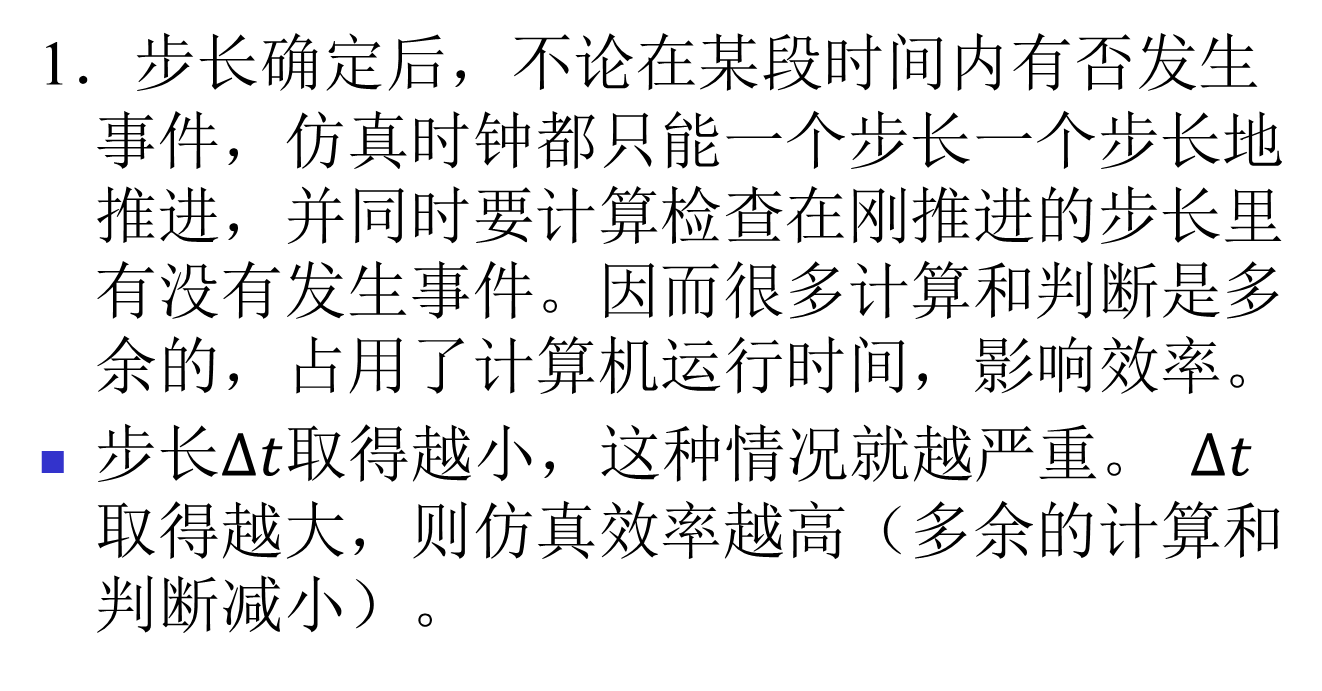 1. 步长确定后，不论在某段时间内有否发生
事件，仿真时钟都只能一个步长一个步长地
推进，并同时要计算检查在刚推进的步长里
有没有发生事件。因而很多计算和判断是多
余的，占用了计算机运行时间，影响效率。
■ 步长Δt取得越小，这种情况就越严重。 Δt
取得越大，则仿真效率越高（多余的计算和
判断减小）。